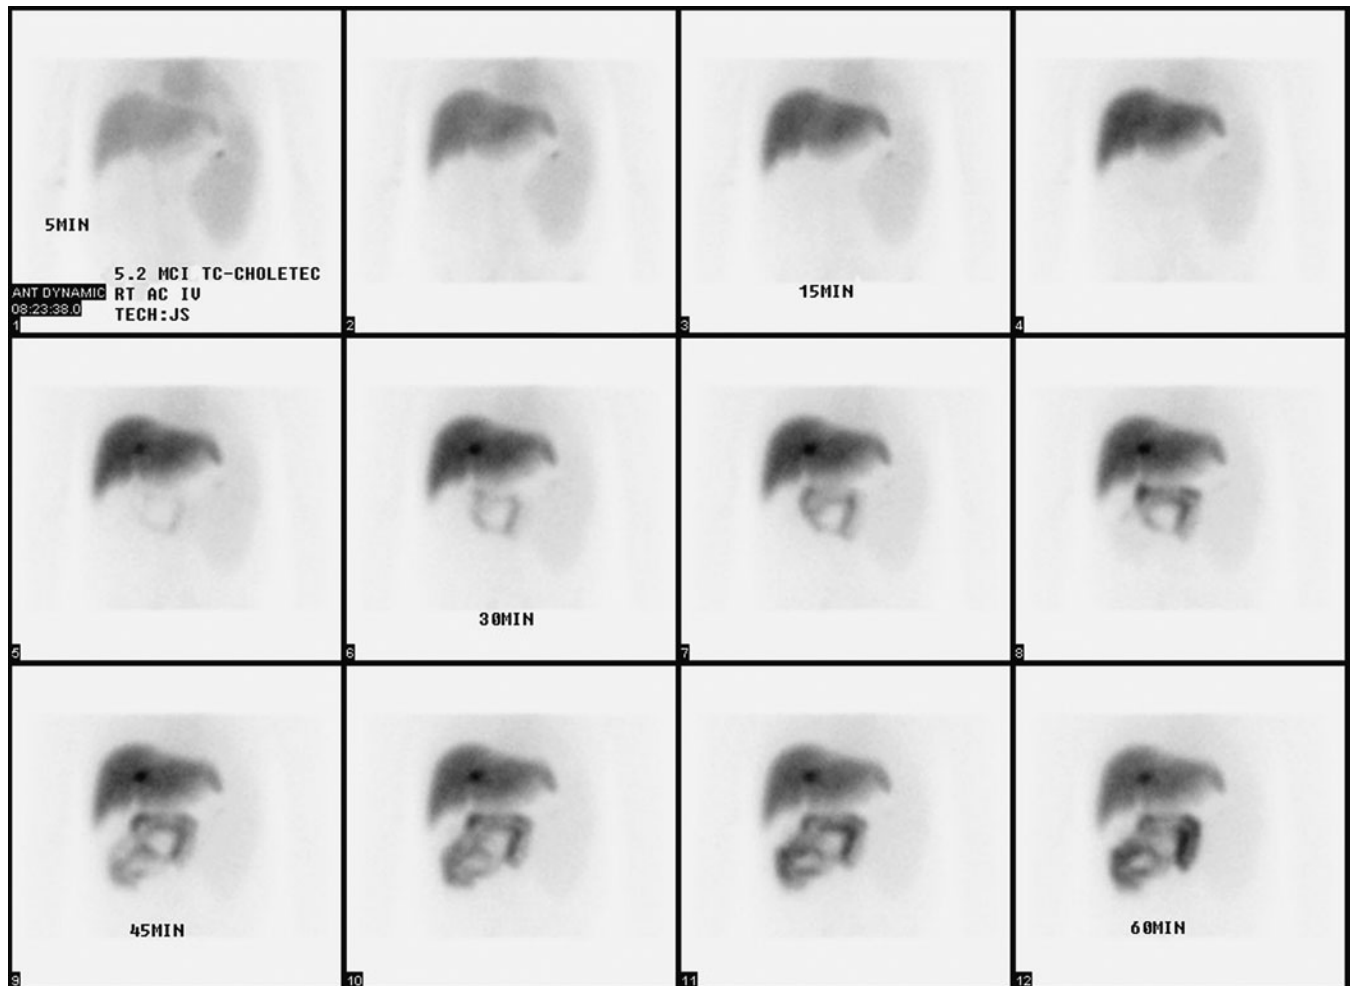 5MIN
5.2 MCI TC-CHOLETEC
ANT DYNAMIC RT AC IV
08:23:38.0
TECH:JS
1
2
15MIN
3
4
5
30MIN
6
7
8
45MIN
9
10
11
60MIN
12